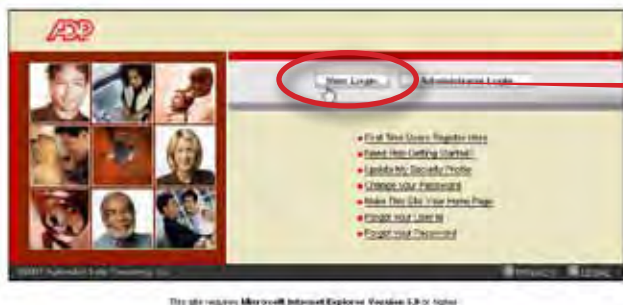 ADP
User Login Administrator Login
First Time Users Register Here
Need Help Getting Started?
Update My Security Profile
Change your Password
Make This Site Your Home Page
Forgot your User Id
Forgot your Password
PRIVACY LEGAL
This site requires Microsoft Internet Explorer Version 5.0 or higher